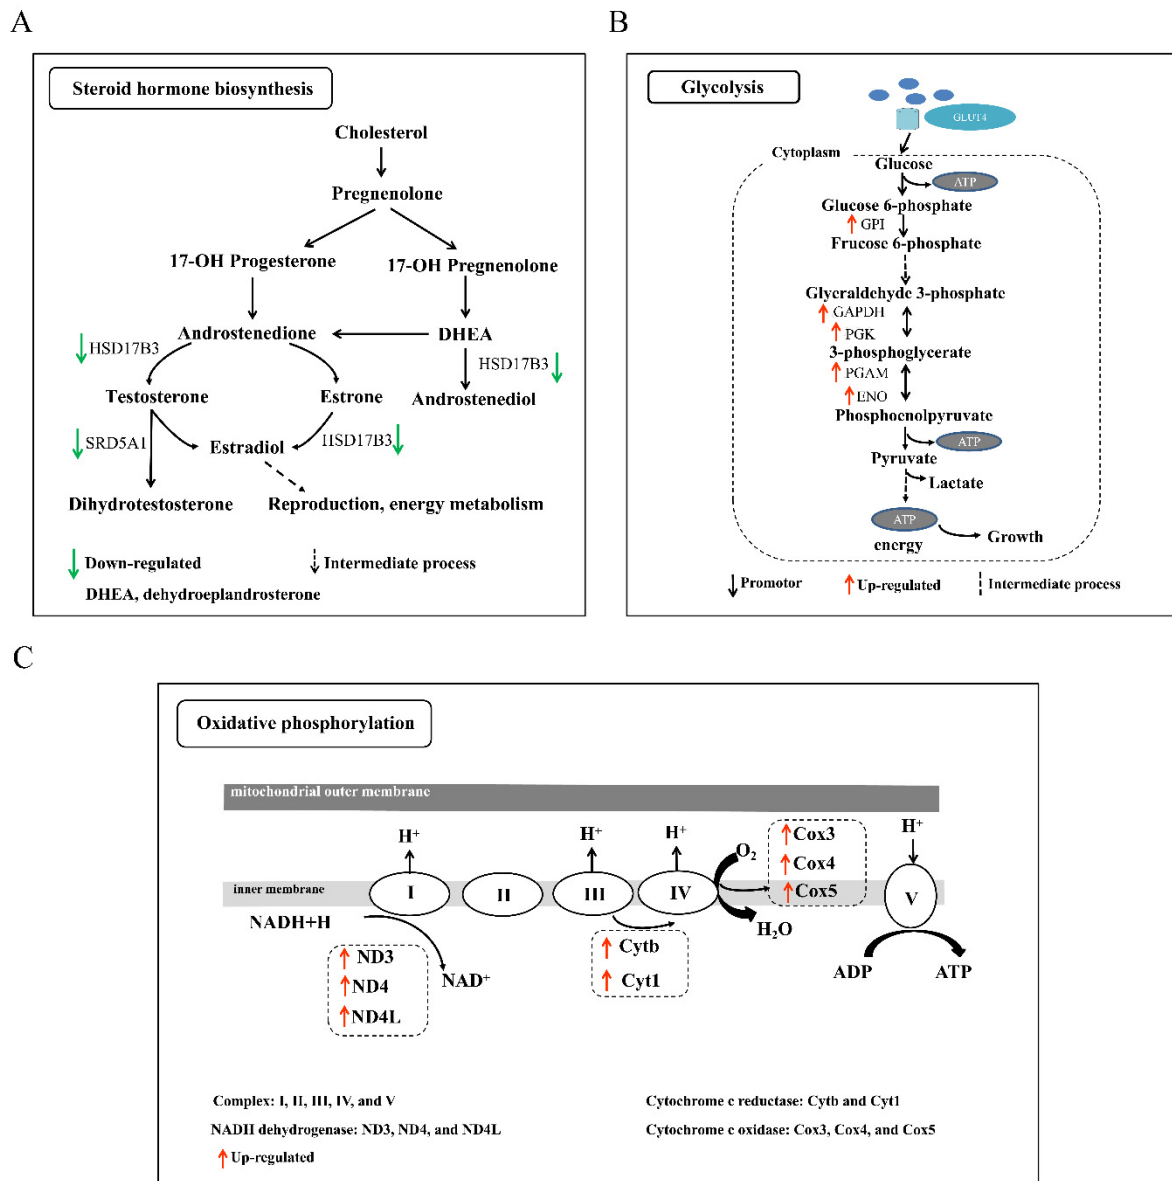 A
Steroid hormone biosynthesis
Cholesterol
Pregnenolone
17-OH Progesterone
17-OH Pregnenolone
Androstenedione
DHEA
HSD17B3
HSD17B3
Testosterone
Estrone
Androstenediol
SRD5A1
Estradiol
HSD17B3
Dihydrotestosterone
Reproduction, energy metabolism
Down-regulated
Intermediate process
DHEA, dehydroeplandrosterone
B
Glycolysis
GLUT4
Cytoplasm
Glucose
ATP
Glucose 6-phosphate
GPI
Frucose 6-phosphate
Glyceraldehyde 3-phosphate
GAPDH
PGK
3-phosphoglycerate
PGAM
ENO
Phosphoenolpyruvate
ATP
Pyruvate
Lactate
ATP
energy
Growth
Promotor
Up-regulated
Intermediate process
C
Oxidative phosphorylation
mitochondrial outer membrane
H+
H+
H+
O2
Cox3
Cox4
Cox5
H+
inner membrane
I
II
III
IV
V
NADH+H
H2O
ND3
ND4
ND4L
NAD+
Cytb
Cyt1
ADP
ATP
Complex: I, II, III, IV, and V
Cytochrome c reductase: Cytb and Cyt1
NADH dehydrogenase: ND3, ND4, and ND4L
Cytochrome c oxidase: Cox3, Cox4, and Cox5
Up-regulated